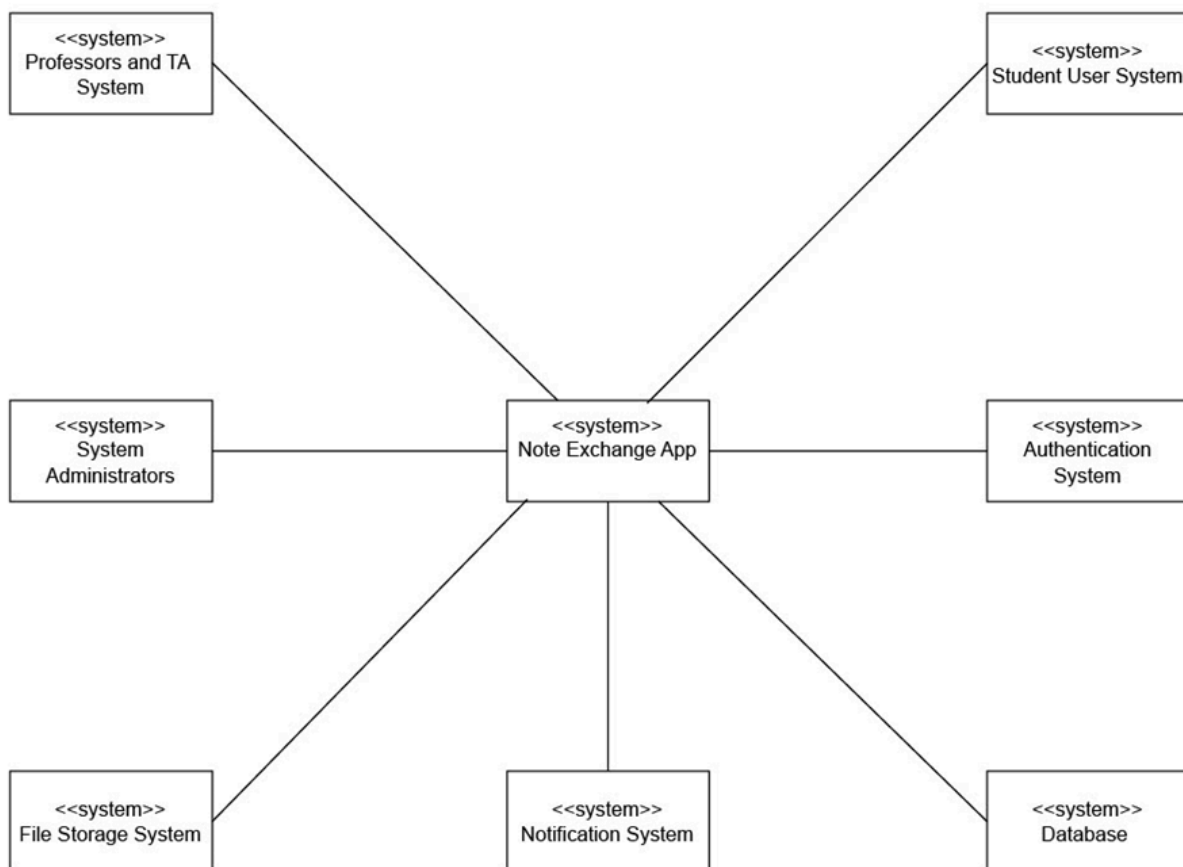 <<system>>
Professors and TA
System
<<system>>
Student User System
<<system>>
System
Administrators
<<system>>
Note Exchange App
<<system>>
Authentication
System
<<system>>
File Storage System
<<system>>
Notification System
<<system>>
Database